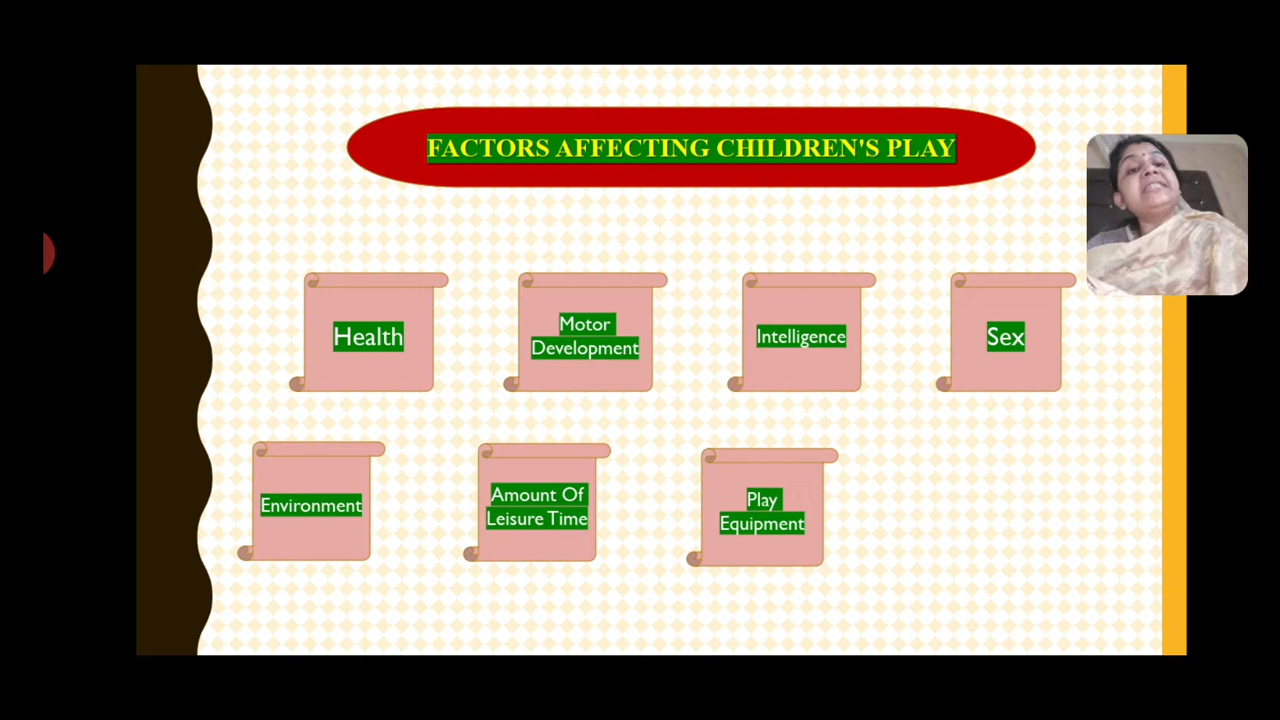 FACTORS AFFECTING CHILDREN'S PLAY
Health
Motor
Development
Intelligence
Sex
Environment
Amount Of
Leisure Time
Play
Equipment